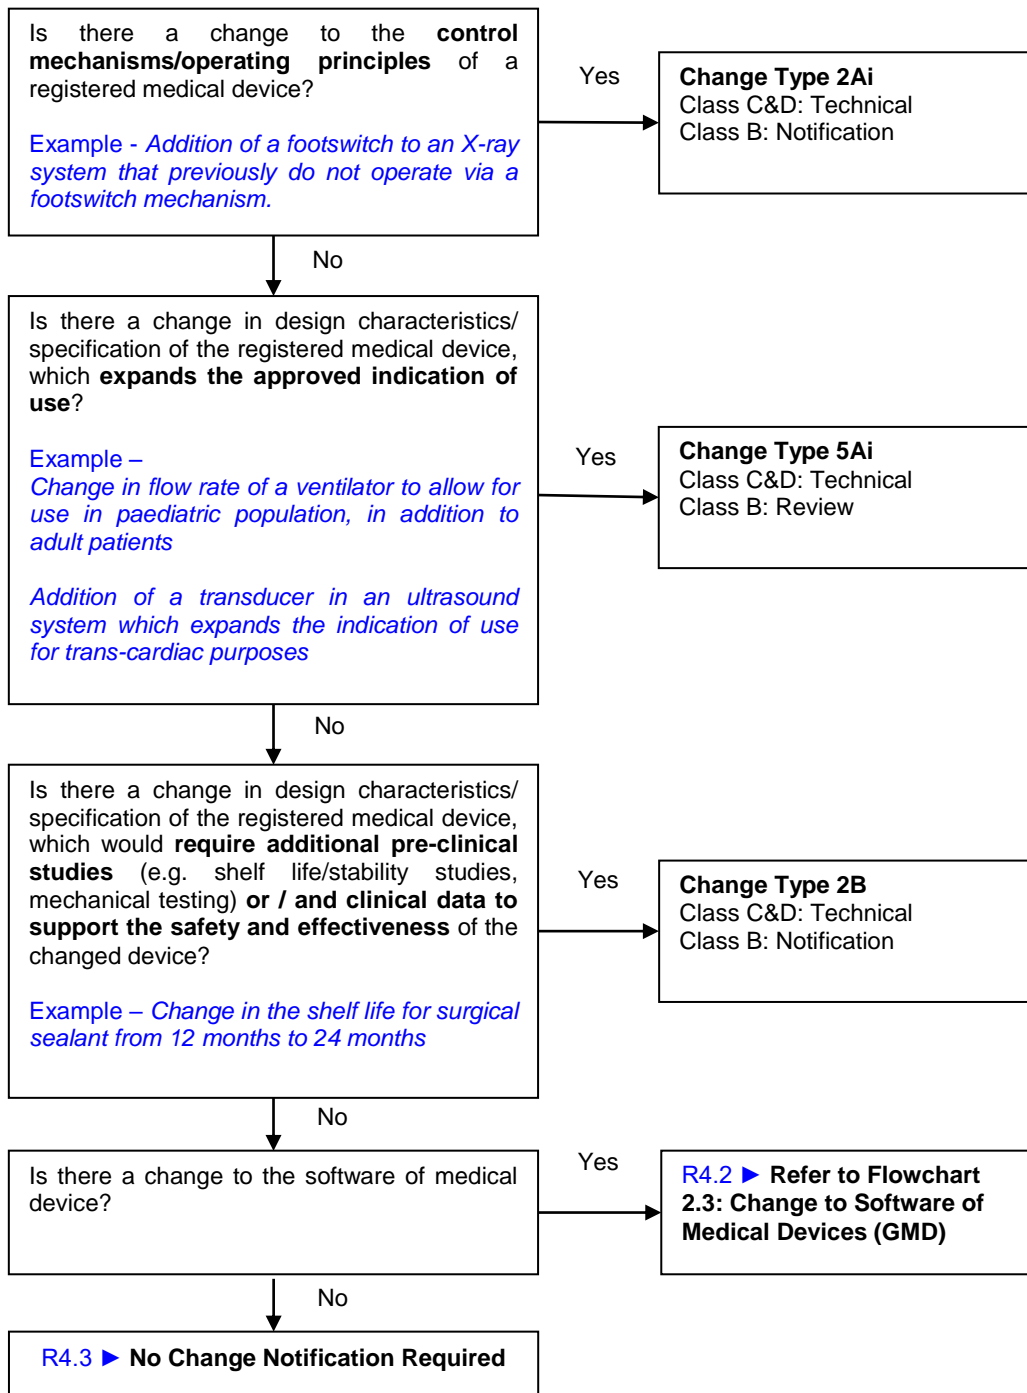 Is there a change to the control
mechanisms/operating principles of a
registered medical device?
Example - Addition of a footswitch to an X-ray
system that previously do not operate via a
footswitch mechanism.
Yes
Change Type 2Ai
Class C&D: Technical
Class B: Notification
No
Is there a change in design characteristics/
specification of the registered medical device,
which expands the approved indication of
use?
Example –
Change in flow rate of a ventilator to allow for
use in paediatric population, in addition to
adult patients
Addition of a transducer in an ultrasound
system which expands the indication of use
for trans-cardiac purposes
Yes
Change Type 5Ai
Class C&D: Technical
Class B: Review
No
Is there a change in design characteristics/
specification of the registered medical device,
which would require additional pre-clinical
studies (e.g. shelf life/stability studies,
mechanical testing) or / and clinical data to
support the safety and effectiveness of the
changed device?
Example – Change in the shelf life for surgical
sealant from 12 months to 24 months
Yes
Change Type 2B
Class C&D: Technical
Class B: Notification
No
Is there a change to the software of medical
device?
Yes
R4.2 ► Refer to Flowchart
2.3: Change to Software of
Medical Devices (GMD)
No
R4.3 ► No Change Notification Required